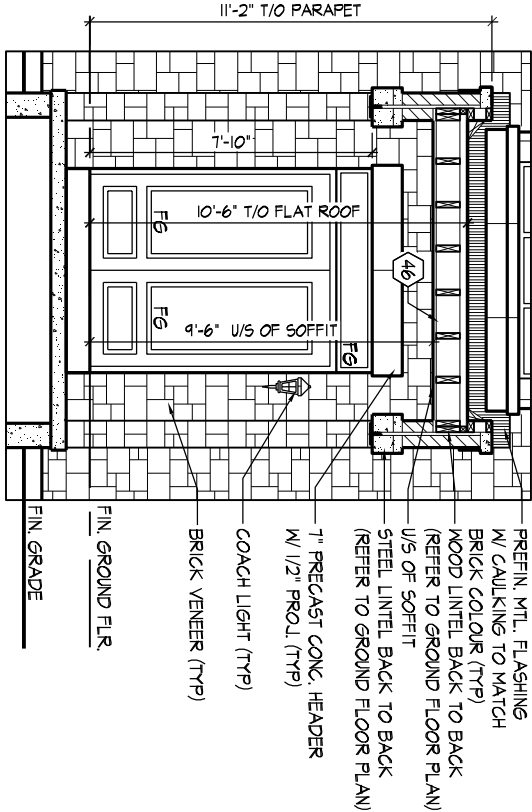 11'-2" T/O PARAPET
7'-10"
10'-6" T/O FLAT ROOF
9'-6" U/S OF SOFFIT
46
FG
FG
FG
PREFIN. MTL. FLASHING
W/ CAULKING TO MATCH
BRICK COLOUR (TYP)
WOOD LINTEL BACK TO BACK
(REFER TO GROUND FLOOR PLAN)
U/S OF SOFFIT
STEEL LINTEL BACK TO BACK
(REFER TO GROUND FLOOR PLAN)
7" PRECAST CONC. HEADER
W/ 1/2" PROJ. (TYP)
COACH LIGHT (TYP)
BRICK VENEER (TYP)
FIN. GROUND FLR.
FIN. GRADE